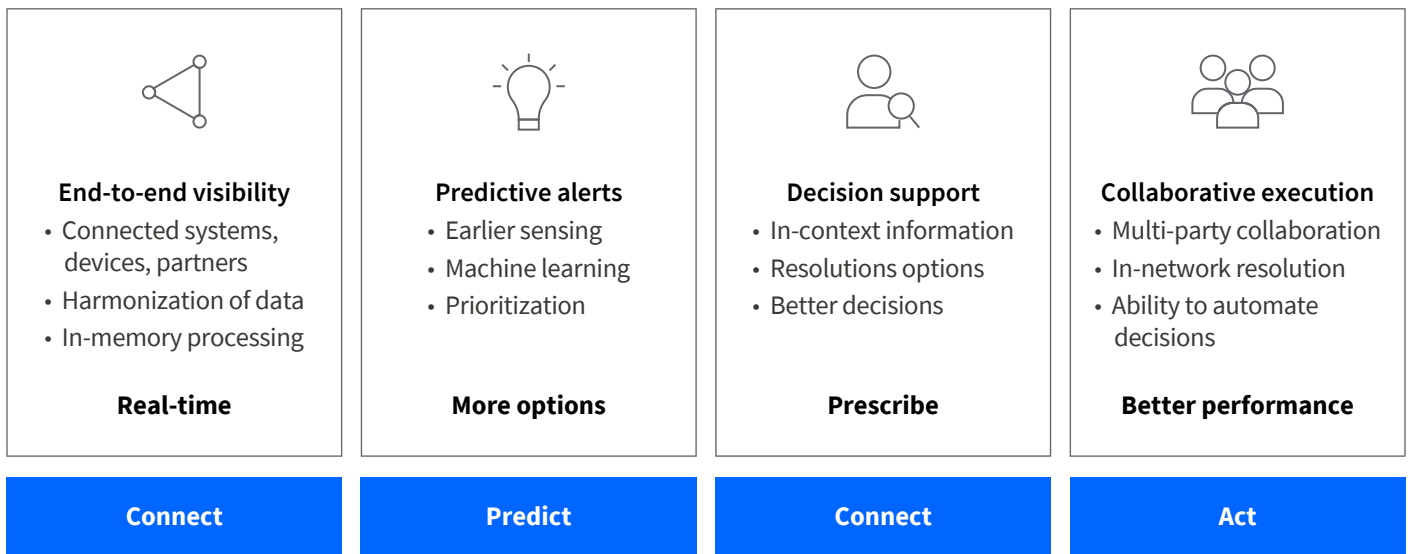 End-to-end visibility
• Connected systems,
devices, partners
• Harmonization of data
• In-memory processing
Real-time
Connect
Predictive alerts
• Earlier sensing
• Machine learning
• Prioritization
More options
Predict
Decision support
• In-context information
• Resolutions options
• Better decisions
Prescribe
Connect
Collaborative execution
• Multi-party collaboration
• In-network resolution
• Ability to automate
decisions
Better performance
Act